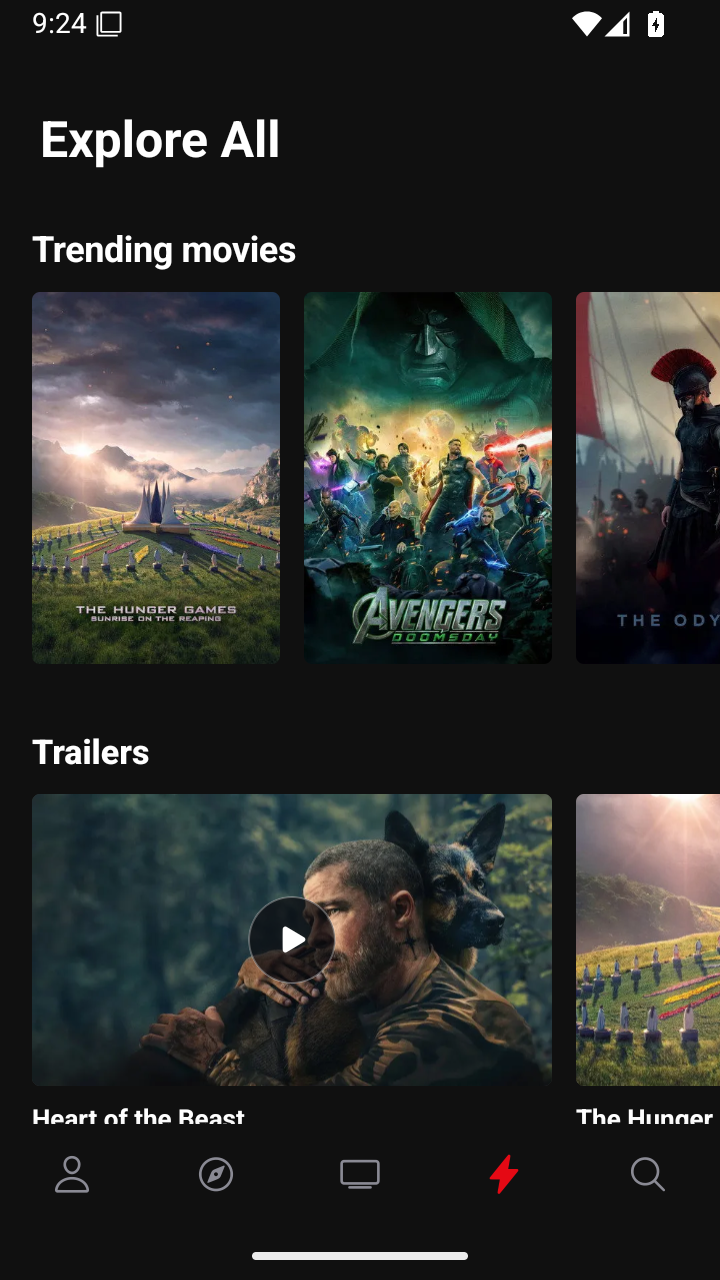 9:24
Explore All
Trending movies
THE HUNGER GAMES
SUNRISE ON THE REAPING
AVENGERS
DOOMSDAY
THE ODY
Trailers
Heart of the Beast
The Hunger